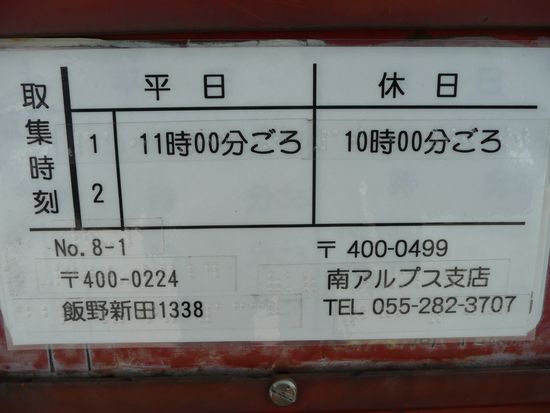 取集時刻
平日 休日
1 11時00分ごろ 10時00分ごろ
2
No. 8-1 〒 400-0499
〒400-0224 南アルプス支店
飯野新田1338 TEL 055-282-3707